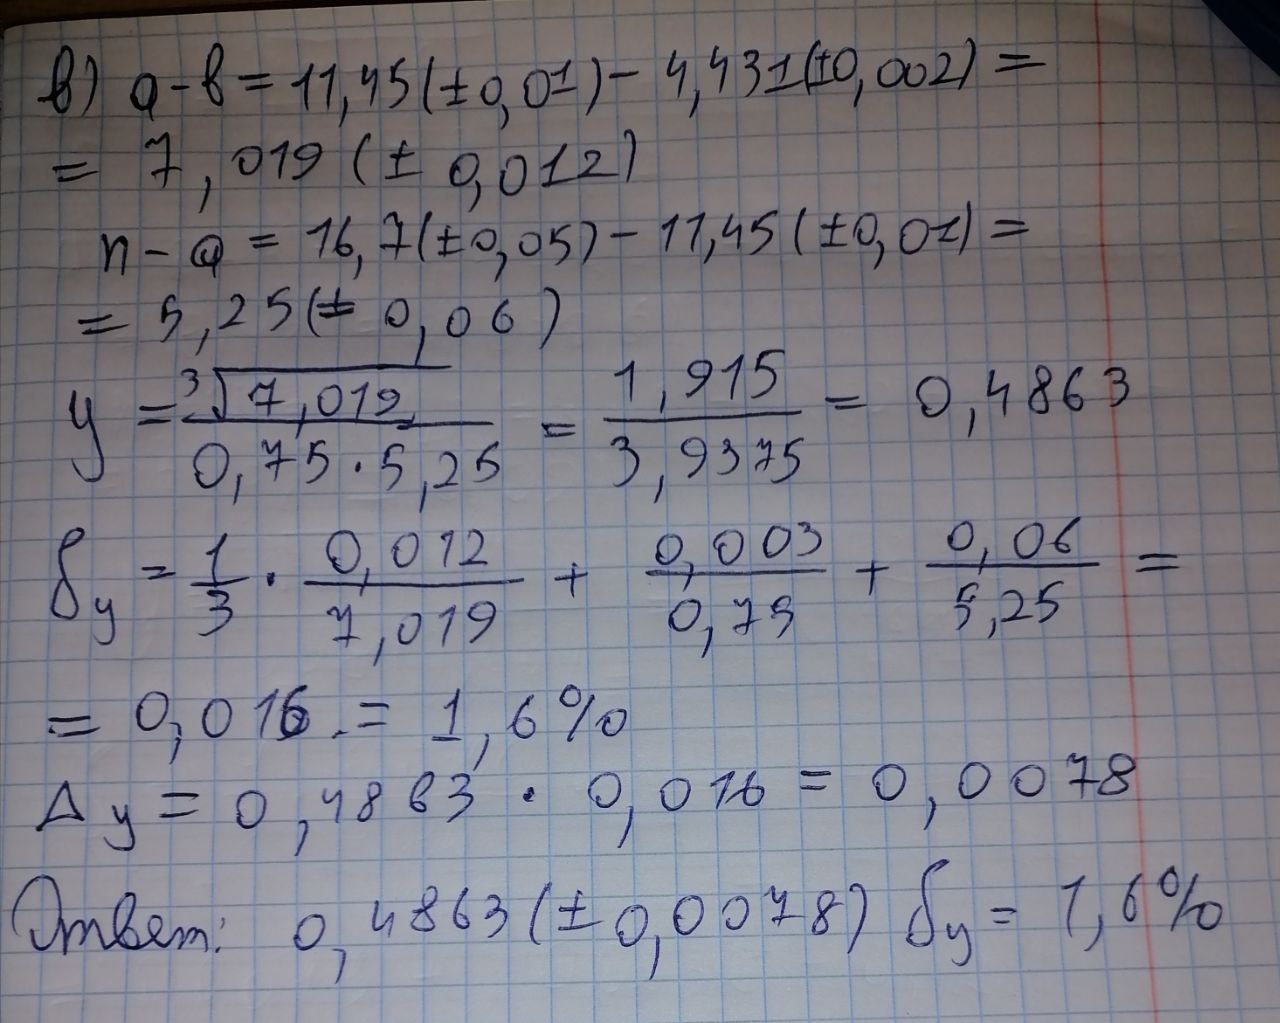 в) a-b=11,45(±0,01)-4,431(±0,002)=
= 7,019 (± 0,012)
n-a=16,7(±0,05)-11,45(±0,01)=
= 5,25(± 0,06)
y = ∛7,019 / 0,75·5,25 = 1,915 / 3,9375 = 0,4863
δy = 1/3 · 0,012/7,019 + 0,003/0,75 + 0,06/5,25 =
= 0,016 = 1,6%
Δy = 0,4863 · 0,016 = 0,0078
Ответ: 0,4863(±0,0078) δy = 1,6%